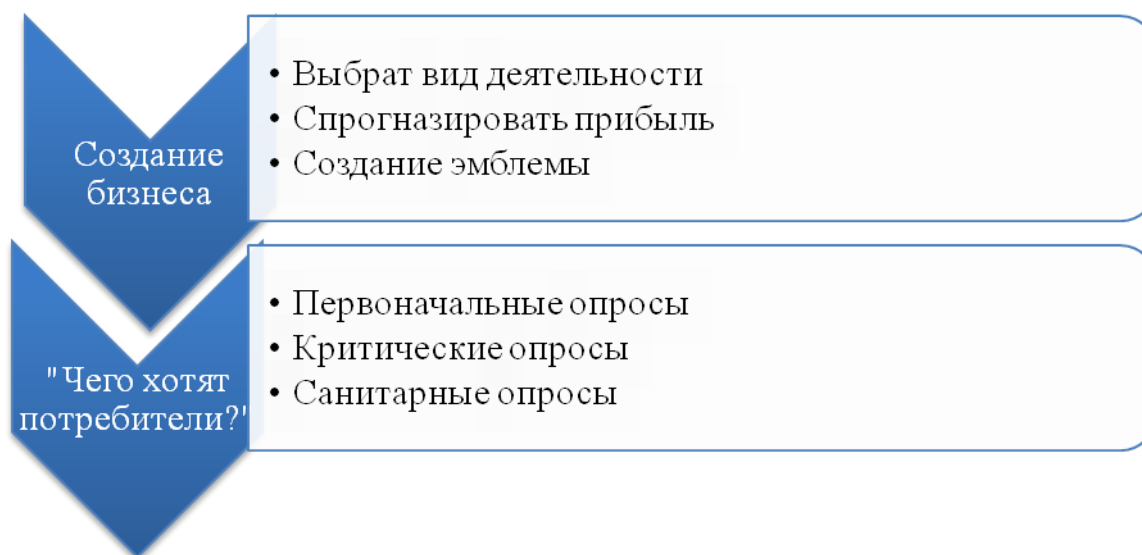 Создание
бизнеса
• Выбрат вид деятельности
• Спрогназировать прибыль
• Создание эмблемы
"Чего хотят
потребители?"
• Первоначальные опросы
• Критические опросы
• Санитарные опросы